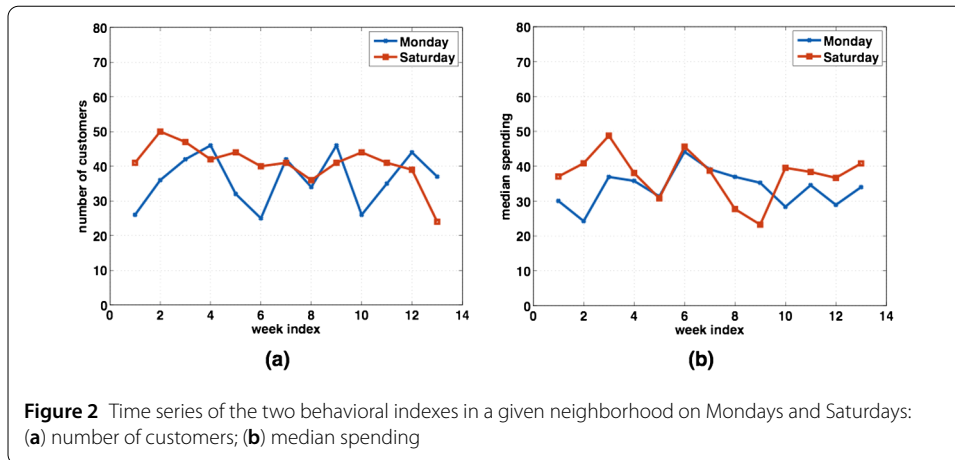 80
70
60
50
40
30
20
10
0
number of customers
Monday
Saturday
0 2 4 6 8 10 12 14
week index
(a)
80
70
60
50
40
30
20
10
0
median spending
Monday
Saturday
0 2 4 6 8 10 12 14
week index
(b)
Figure 2 Time series of the two behavioral indexes in a given neighborhood on Mondays and Saturdays:
(a) number of customers; (b) median spending